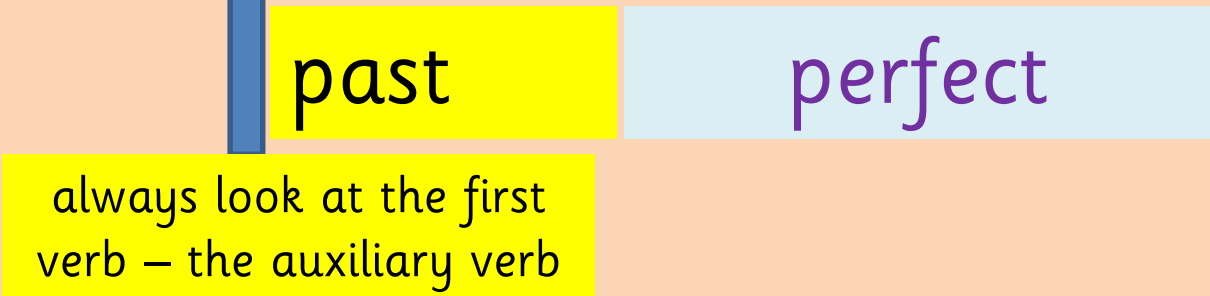 past perfect
always look at the first
verb – the auxiliary verb